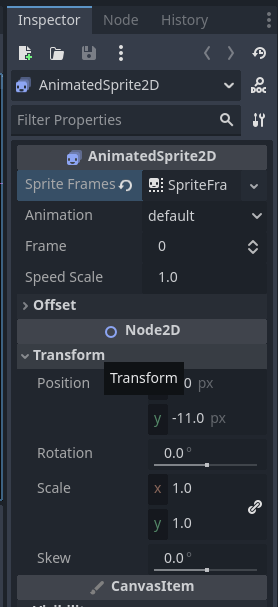 Inspector Node History
AnimatedSprite2D
DOC
Filter Properties
AnimatedSprite2D
Sprite Frames SpriteFra
Animation default
Frame 0
Speed Scale 1.0
Offset
Node2D
Transform
Position 0 px
Transform
y -11.0 px
Rotation 0.0 °
Scale x 1.0
y 1.0
Skew 0.0 °
CanvasItem